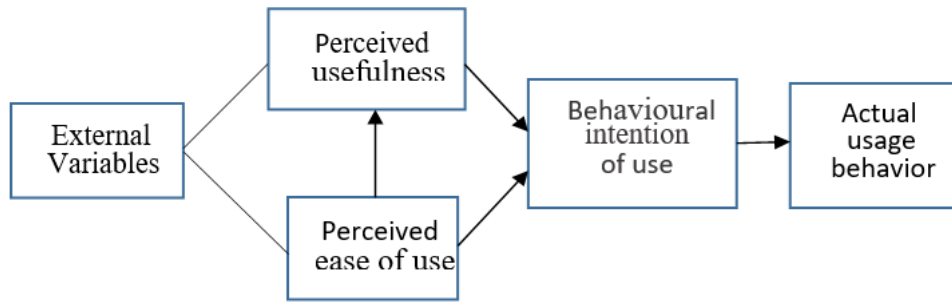 External
Variables
Perceived
usefulness
Perceived
ease of use
Behavioural
intention
of use
Actual
usage
behavior